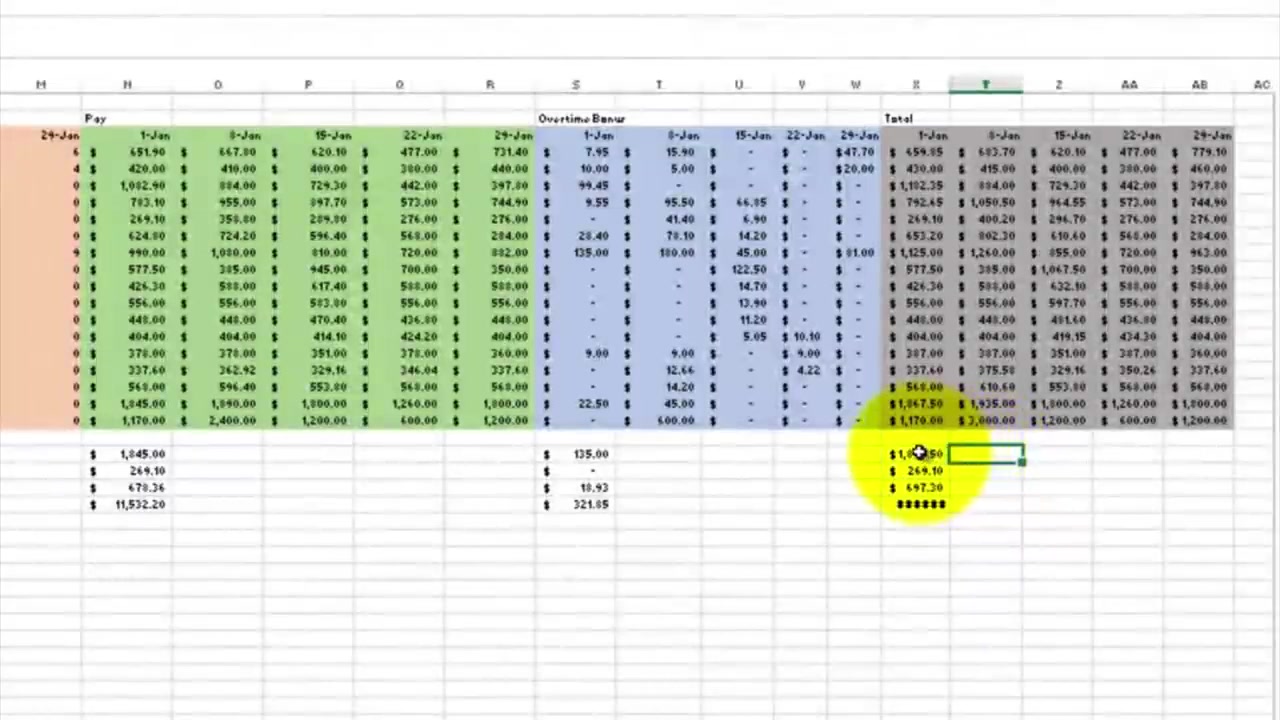 M N O P Q R S T U V W X Y Z AA AB AC
Pay Overtime Bonus Total
29-Jan 1-Jan 8-Jan 15-Jan 22-Jan 29-Jan 1-Jan 8-Jan 15-Jan 22-Jan 29-Jan 1-Jan 8-Jan 15-Jan 22-Jan 29-Jan
6 $ 651.90 $ 667.80 $ 620.10 $ 477.00 $ 731.40 $ 7.95 $ 15.90 $ - $ - $ 47.70 $ 659.85 $ 683.70 $ 620.10 $ 477.00 $ 779.10
4 $ 420.00 $ 410.00 $ 400.00 $ 380.00 $ 440.00 $ 10.00 $ 5.00 $ - $ - $ 20.00 $ 430.00 $ 415.00 $ 400.00 $ 380.00 $ 460.00
0 $ 1,082.90 $ 884.00 $ 729.30 $ 442.00 $ 397.80 $ 99.45 $ - $ - $ - $ - $ 1,182.35 $ 884.00 $ 729.30 $ 442.00 $ 397.80
0 $ 783.10 $ 955.00 $ 897.70 $ 573.00 $ 744.90 $ 9.55 $ 95.50 $ 66.85 $ - $ - $ 792.65 $ 1,050.50 $ 964.55 $ 573.00 $ 744.90
0 $ 269.10 $ 358.80 $ 289.80 $ 276.00 $ 276.00 $ - $ 41.40 $ 6.90 $ - $ - $ 269.10 $ 400.20 $ 296.70 $ 276.00 $ 276.00
0 $ 624.80 $ 724.20 $ 596.40 $ 568.00 $ 284.00 $ 28.40 $ 78.10 $ 14.20 $ - $ - $ 653.20 $ 802.30 $ 610.60 $ 568.00 $ 284.00
9 $ 990.00 $ 1,080.00 $ 810.00 $ 720.00 $ 882.00 $ 135.00 $ 180.00 $ 45.00 $ - $ 81.00 $ 1,125.00 $ 1,260.00 $ 855.00 $ 720.00 $ 963.00
0 $ 577.50 $ 385.00 $ 945.00 $ 700.00 $ 350.00 $ - $ - $ 122.50 $ - $ - $ 577.50 $ 385.00 $ 1,067.50 $ 700.00 $ 350.00
0 $ 426.30 $ 588.00 $ 617.40 $ 588.00 $ 588.00 $ - $ - $ 14.70 $ - $ - $ 426.30 $ 588.00 $ 632.10 $ 588.00 $ 588.00
0 $ 556.00 $ 556.00 $ 583.80 $ 556.00 $ 556.00 $ - $ - $ 13.90 $ - $ - $ 556.00 $ 556.00 $ 597.70 $ 556.00 $ 556.00
0 $ 448.00 $ 448.00 $ 470.40 $ 436.80 $ 448.00 $ - $ - $ 11.20 $ - $ - $ 448.00 $ 448.00 $ 481.60 $ 436.80 $ 448.00
0 $ 404.00 $ 404.00 $ 414.10 $ 424.20 $ 404.00 $ - $ - $ 5.05 $ 10.10 $ - $ 404.00 $ 404.00 $ 419.15 $ 434.30 $ 404.00
0 $ 378.00 $ 378.00 $ 351.00 $ 378.00 $ 360.00 $ 9.00 $ 9.00 $ - $ 9.00 $ - $ 387.00 $ 387.00 $ 351.00 $ 387.00 $ 360.00
0 $ 337.60 $ 362.92 $ 329.16 $ 346.04 $ 337.60 $ - $ 12.66 $ - $ 4.22 $ - $ 337.60 $ 375.58 $ 329.16 $ 350.26 $ 337.60
0 $ 568.00 $ 596.40 $ 553.80 $ 568.00 $ 568.00 $ - $ 14.20 $ - $ - $ - $ 568.00 $ 610.60 $ 553.80 $ 568.00 $ 568.00
0 $ 1,845.00 $ 1,890.00 $ 1,800.00 $ 1,260.00 $ 1,800.00 $ 22.50 $ 45.00 $ - $ - $ - $ 1,867.50 $ 1,935.00 $ 1,800.00 $ 1,260.00 $ 1,800.00
0 $ 1,170.00 $ 2,400.00 $ 1,200.00 $ 600.00 $ 1,200.00 $ - $ 600.00 $ - $ - $ - $ 1,170.00 $ 3,000.00 $ 1,200.00 $ 600.00 $ 1,200.00
$ 1,845.00 $ 135.00
$ 269.10 $ - $ 269.10
$ 678.36 $ 18.93 $ 697.30
$ 11,532.20 $ 321.85 $ ######